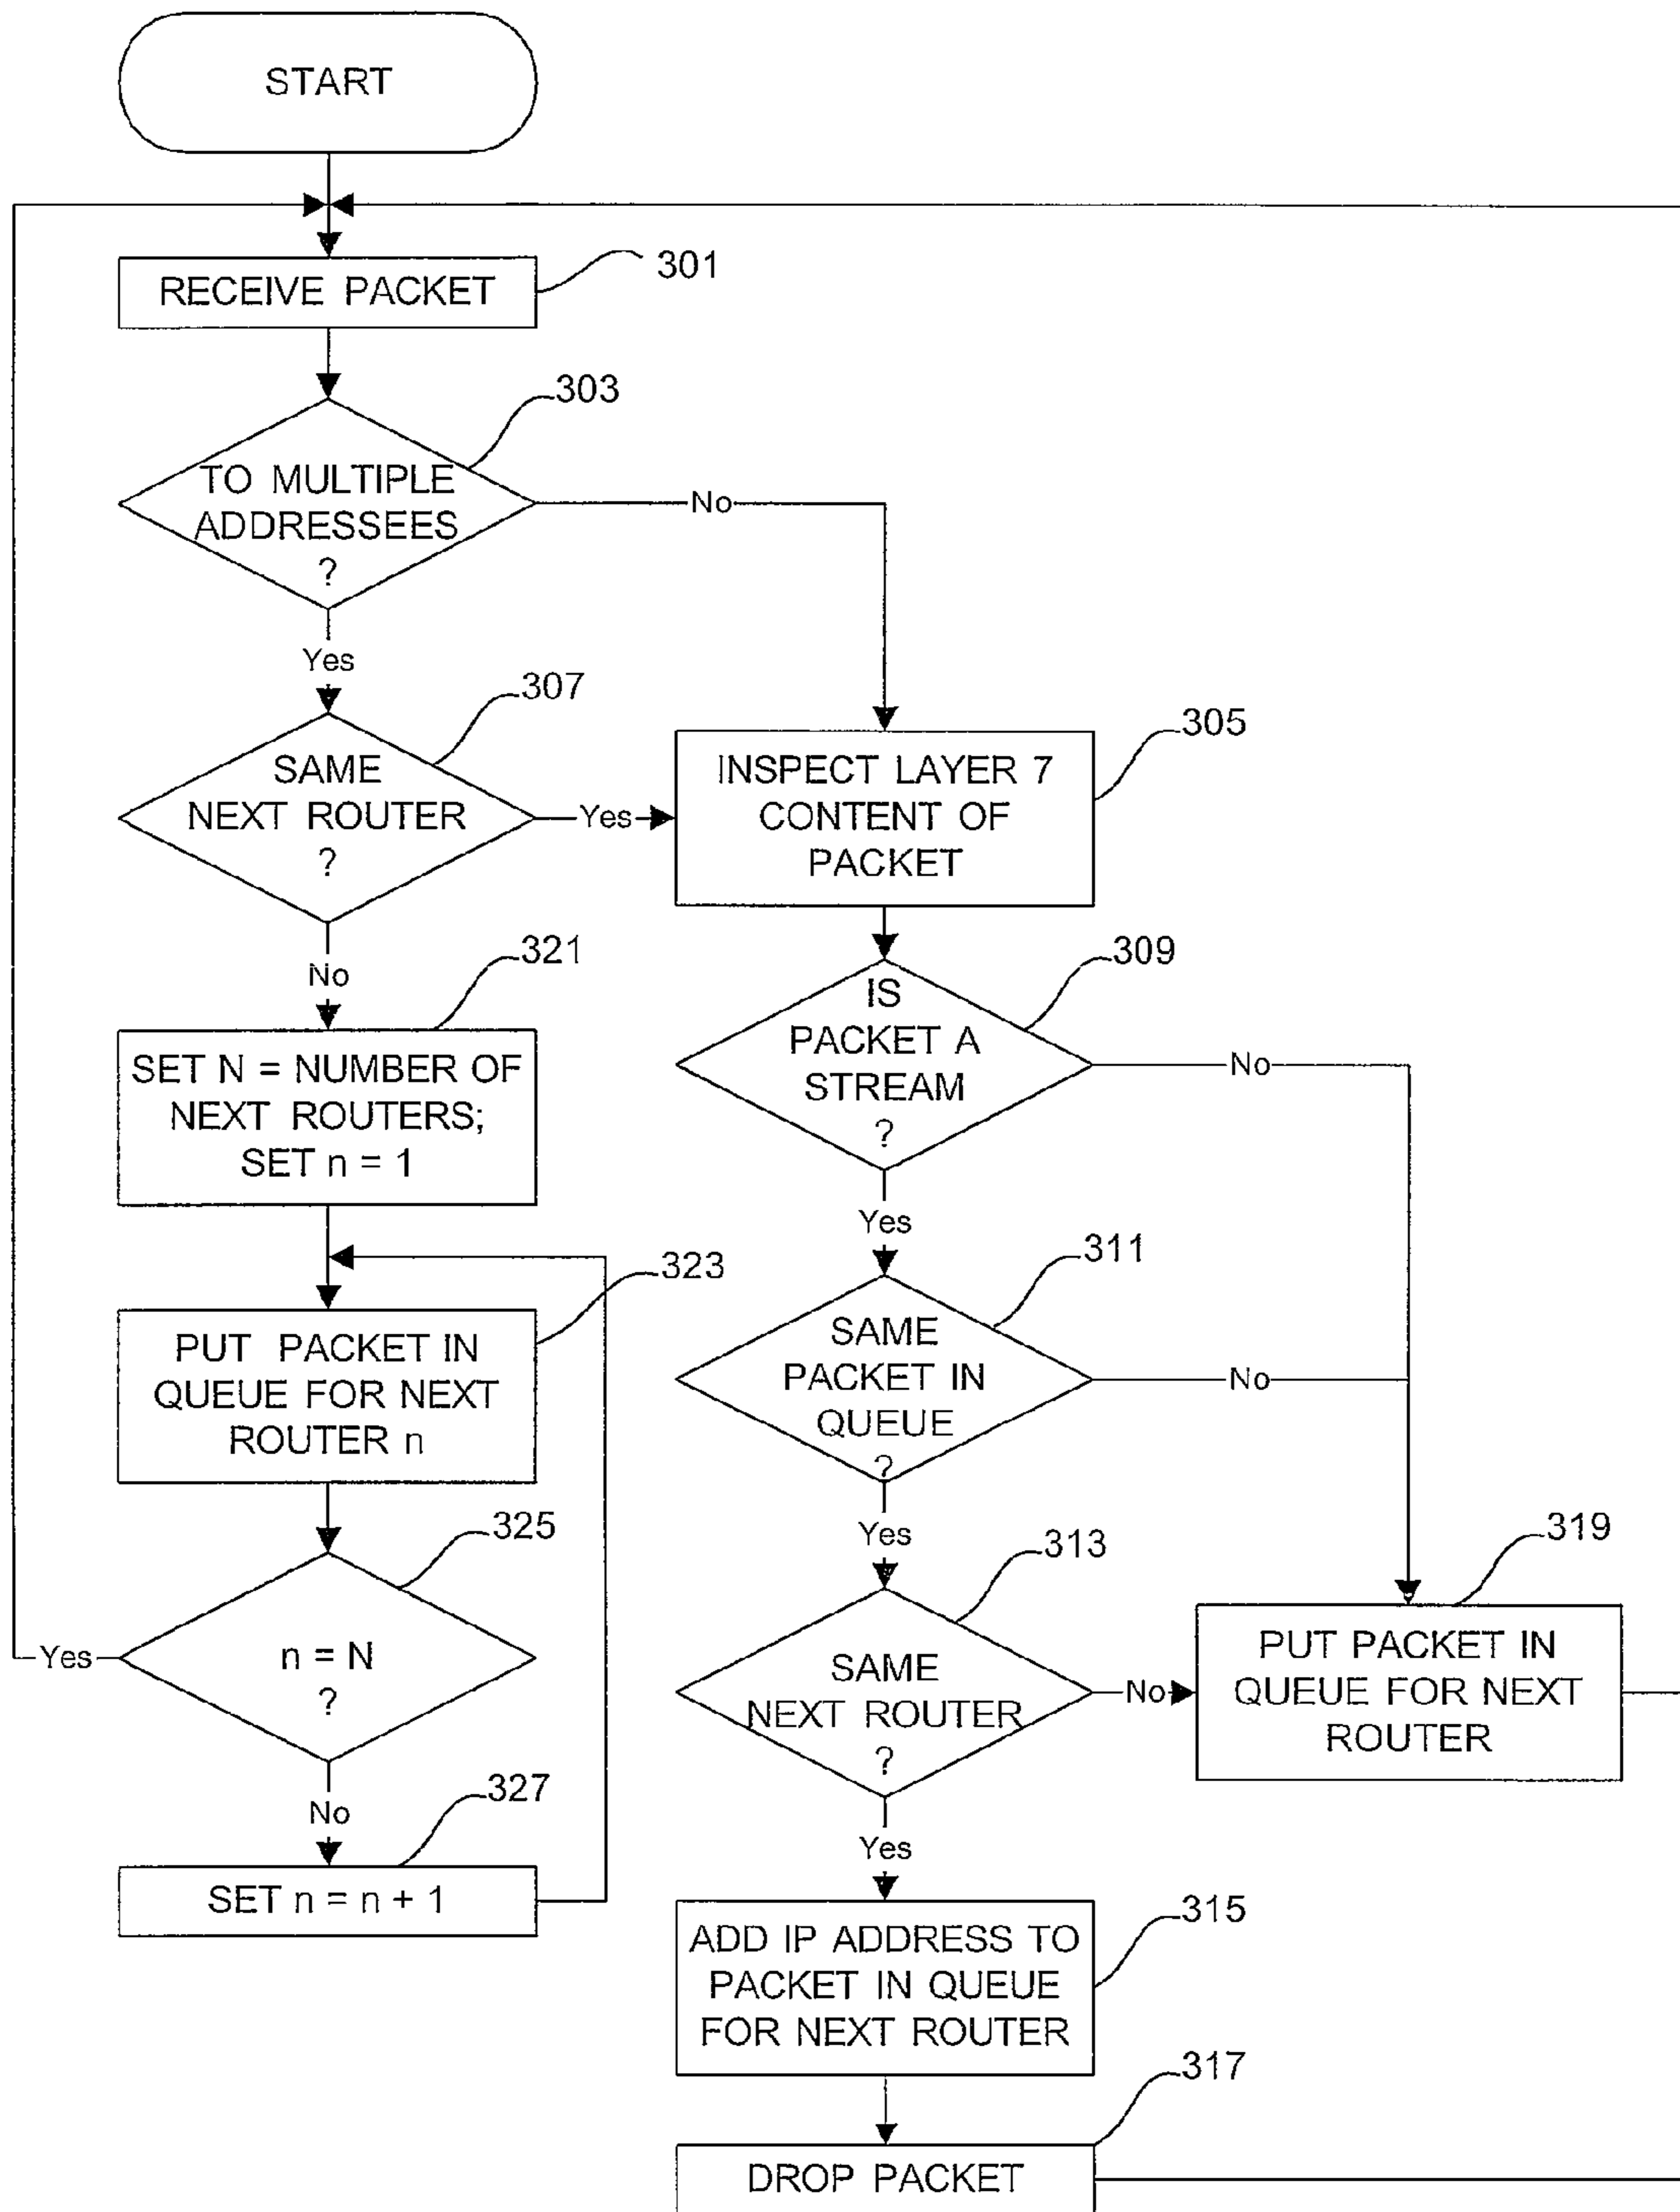 START
RECEIVE PACKET
301
TO MULTIPLE
ADDRESSEES
?
303
No
Yes
SAME
NEXT ROUTER
?
307
Yes
No
INSPECT LAYER 7
CONTENT OF
PACKET
305
SET N = NUMBER OF
NEXT ROUTERS;
SET n = 1
321
IS
PACKET A
STREAM
?
309
No
Yes
PUT PACKET IN
QUEUE FOR NEXT
ROUTER n
323
SAME
PACKET IN
QUEUE
?
311
No
Yes
n = N
?
325
Yes
No
SAME
NEXT ROUTER
?
313
No
Yes
PUT PACKET IN
QUEUE FOR NEXT
ROUTER
319
SET n = n + 1
327
ADD IP ADDRESS TO
PACKET IN QUEUE
FOR NEXT ROUTER
315
DROP PACKET
317